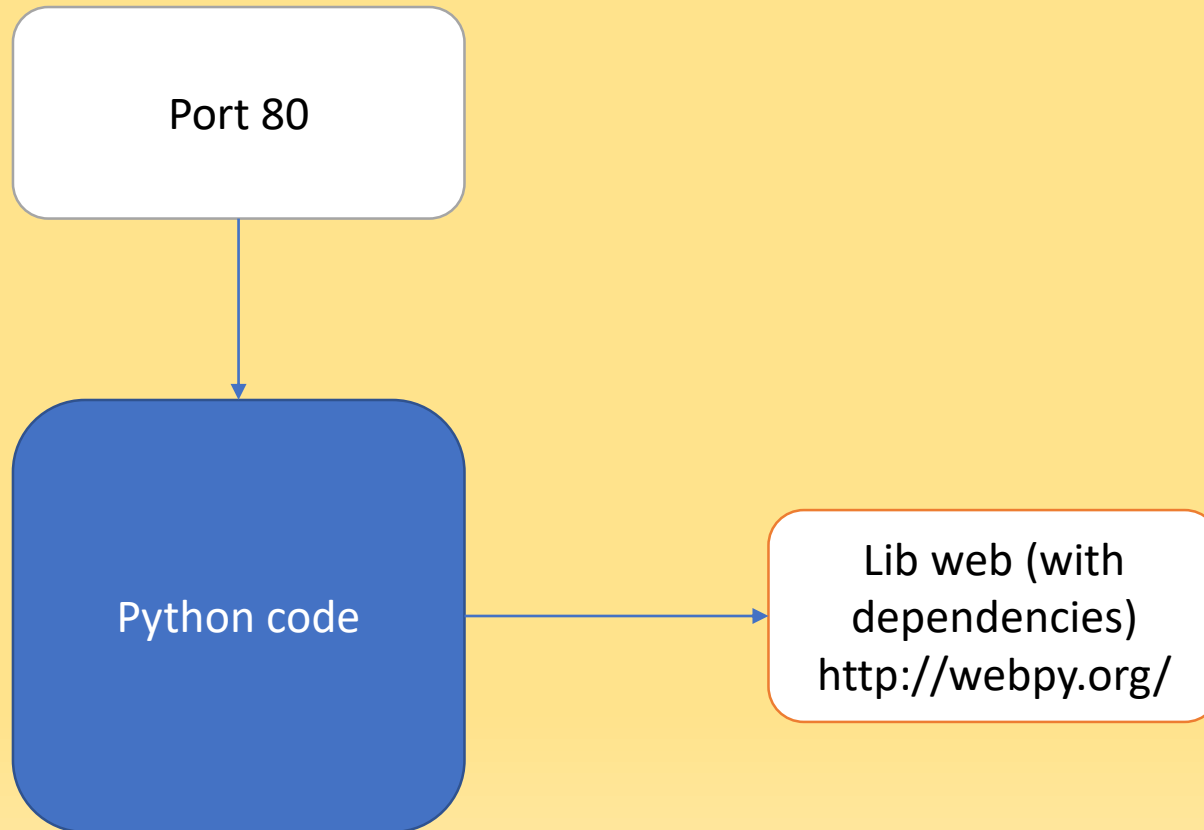 Port 80
Python code
Lib web (with
dependencies)
http://webpy.org/